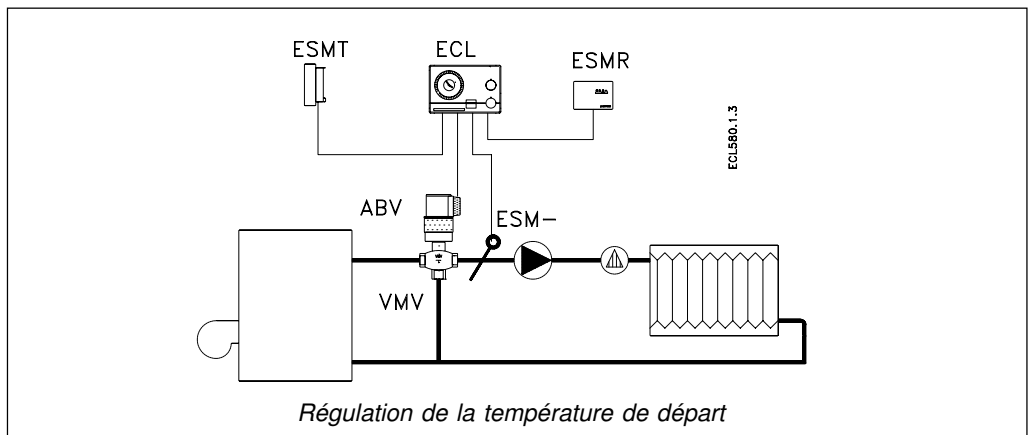 ESMT
ECL
ESMR
ECL580.1.3
ABV
ESM-
VMV
Régulation de la température de départ